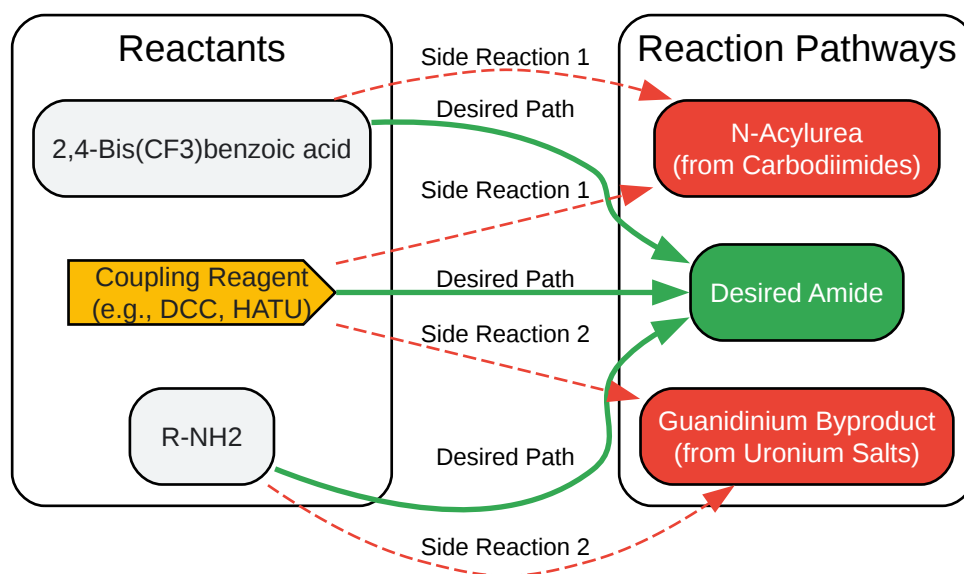 Reactants
Reaction Pathways
Side Reaction 1
Desired Path
2,4-Bis(CF3)benzoic acid
N-Acylurea
(from Carbodiimides)
Side Reaction 1
Coupling Reagent
(e.g., DCC, HATU)
Desired Path
Desired Amide
Side Reaction 2
R-NH2
Guanidinium Byproduct
(from Uronium Salts)
Desired Path
Side Reaction 2